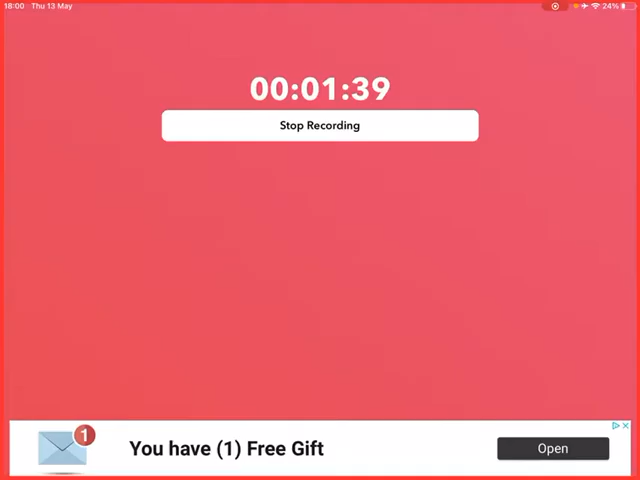 18:00 Thu 13 May 24%
00:01:39
Stop Recording
1
You have (1) Free Gift
Open